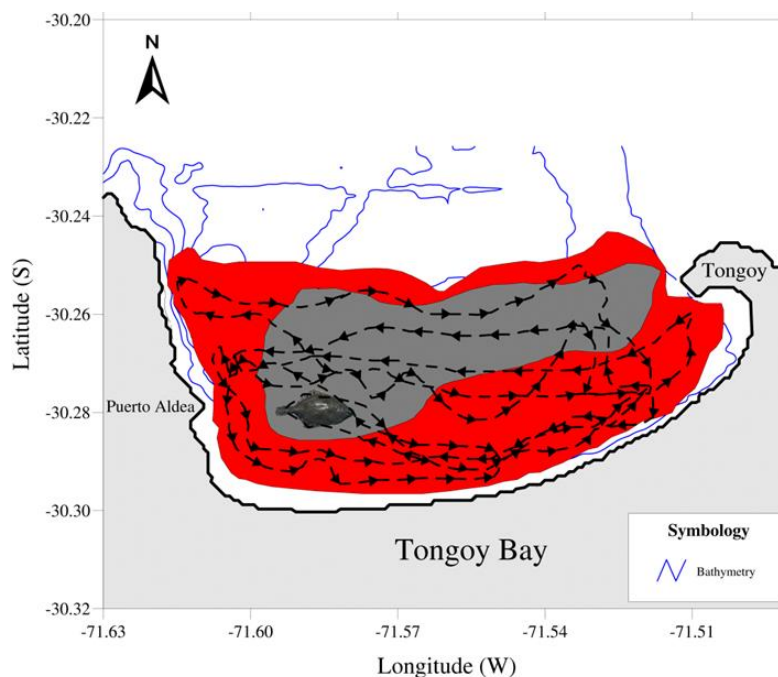 -30.20
N
-30.22
-30.24
Tongoy
-30.26
Latitude (S)
Puerto Aldea
-30.28
-30.30
Tongoy Bay
Symbology
Bathymetry
-30.32
-71.63 -71.60 -71.57 -71.54 -71.51
Longitude (W)